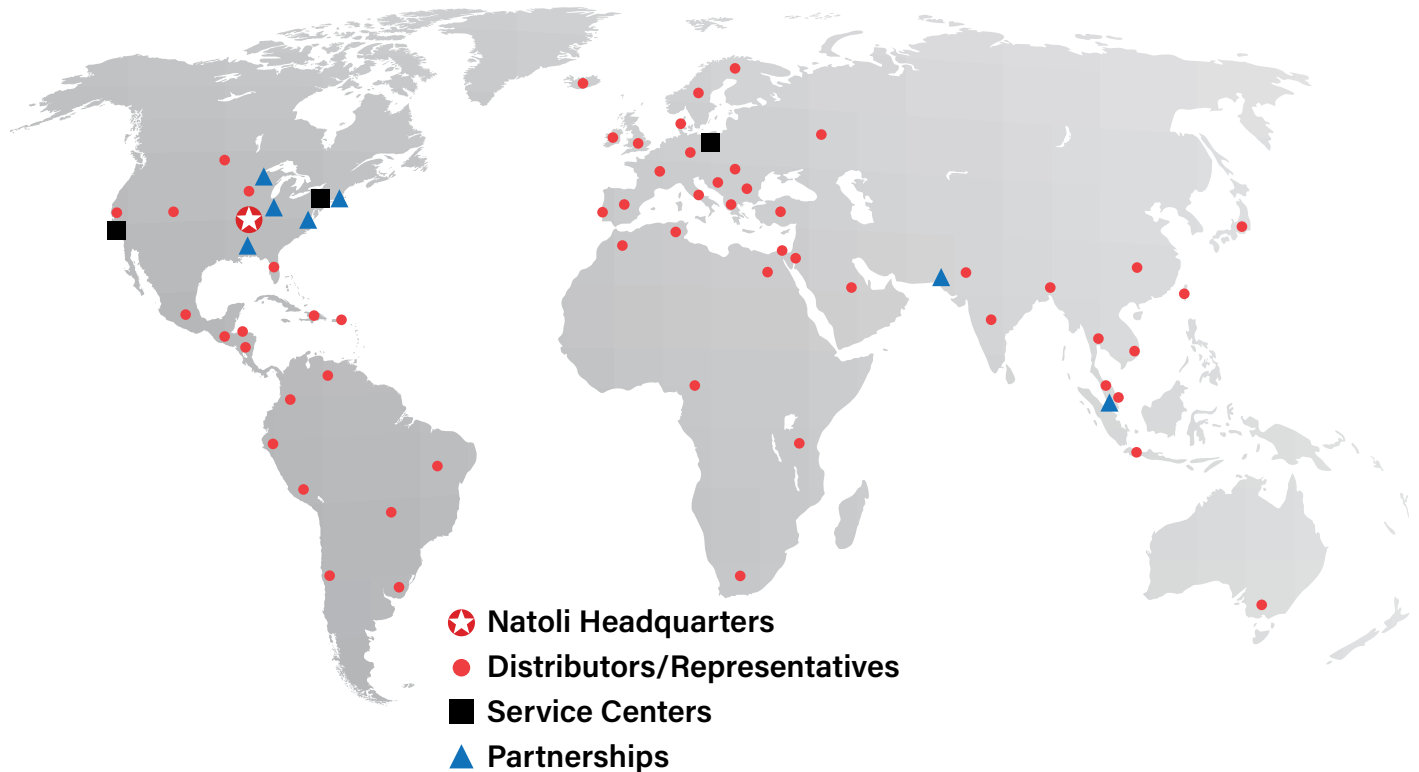 Natoli Headquarters
Distributors/Representatives
Service Centers
Partnerships